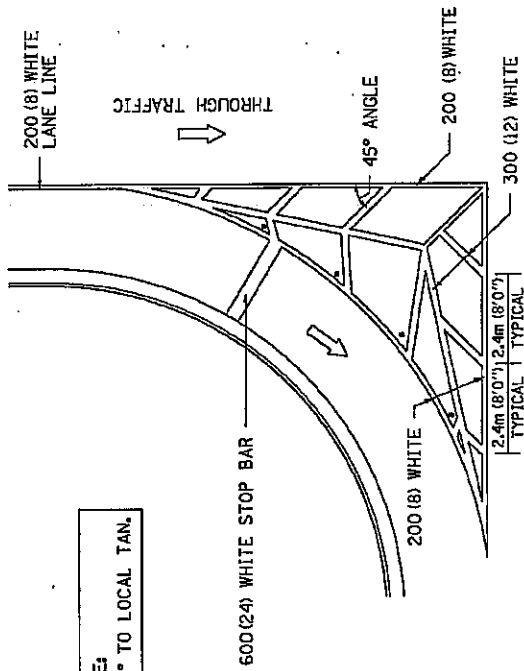 200 (8) WHITE
LANE LINE
THROUGH TRAFFIC
45° ANGLE
200 (8) WHITE
300 (12) WHITE
2.4m (8'0")
TYPICAL
2.4m (8'0")
TYPICAL
200 (8) WHITE
600(24) WHITE STOP BAR
° TO LOCAL TAN.